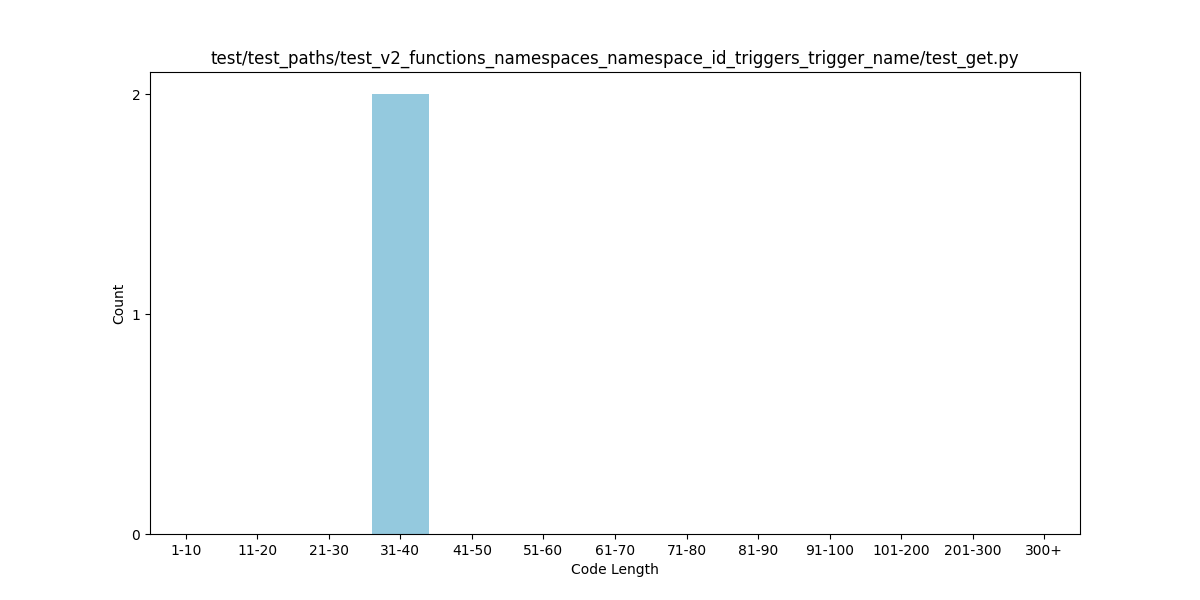 test/test_paths/test_v2_functions_namespaces_namespace_id_triggers_trigger_name/test_get.py
Count
2
1
0
1-10 11-20 21-30 31-40 41-50 51-60 61-70 71-80 81-90 91-100 101-200 201-300 300+
Code Length